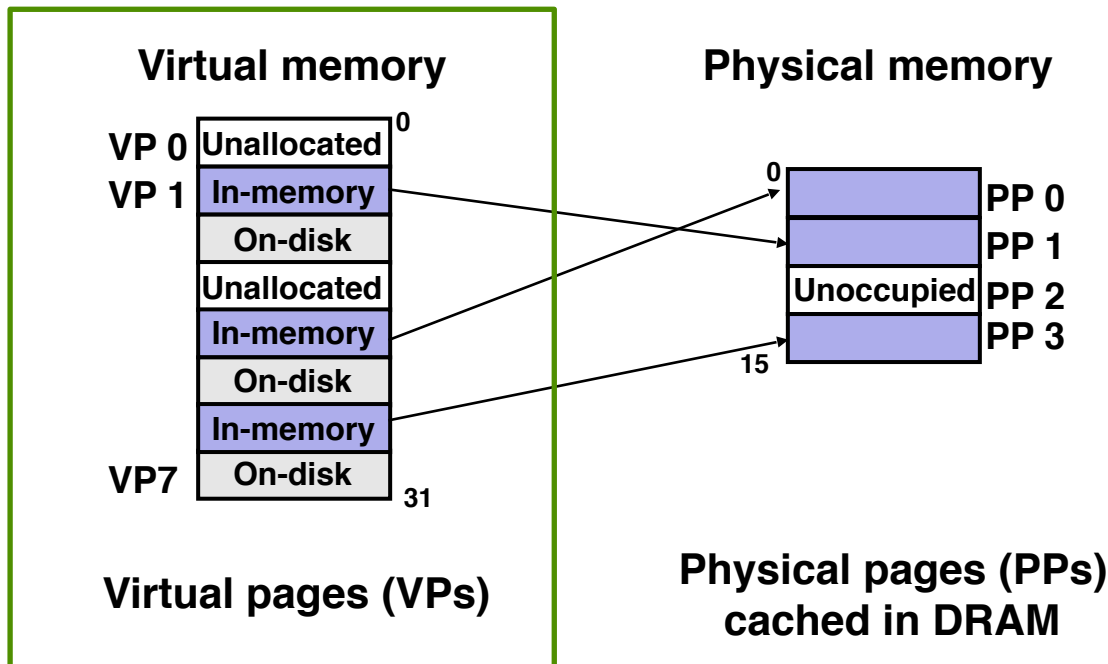 Virtual memory
0
VP 0 Unallocated
VP 1 In-memory
On-disk
Unallocated
In-memory
On-disk
In-memory
VP7 On-disk
31
Virtual pages (VPs)
Physical memory
0
PP 0
PP 1
Unoccupied PP 2
PP 3
15
Physical pages (PPs)
cached in DRAM